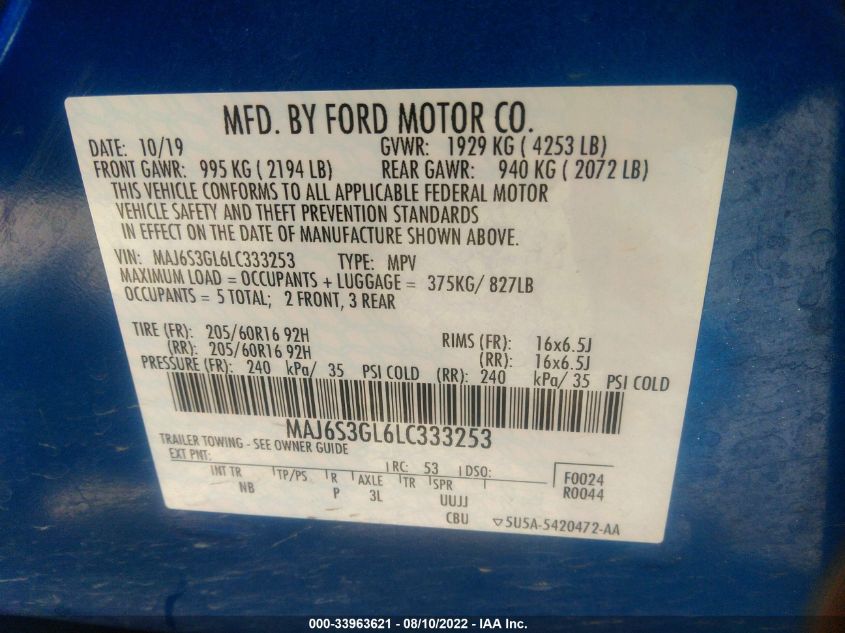 MFD. BY FORD MOTOR CO.
DATE: 10/19 GVWR: 1929 KG ( 4253 LB)
FRONT GAWR: 995 KG ( 2194 LB) REAR GAWR: 940 KG ( 2072 LB)
THIS VEHICLE CONFORMS TO ALL APPLICABLE FEDERAL MOTOR
VEHICLE SAFETY AND THEFT PREVENTION STANDARDS
IN EFFECT ON THE DATE OF MANUFACTURE SHOWN ABOVE.
VIN: MAJ6S3GL6LC333253 TYPE: MPV
MAXIMUM LOAD = OCCUPANTS + LUGGAGE = 375KG/ 827LB
OCCUPANTS = 5 TOTAL; 2 FRONT, 3 REAR
TIRE (FR): 205/60R16 92H RIMS (FR): 16x6.5J
(RR): 205/60R16 92H (RR): 16x6.5J
PRESSURE (FR): 240 kPa/ 35 PSI COLD (RR): 240 kPa/ 35 PSI COLD
MAJ6S3GL6LC333253
TRAILER TOWING - SEE OWNER GUIDE
EXT PNT: RC: 53 DSO: F0024
INT TR TP/PS R AXLE TR SPR R0044
NB P 3L UUJJ
CBU 5U5A-5420472-AA
000-33963621 - 08/10/2022 - IAA Inc.